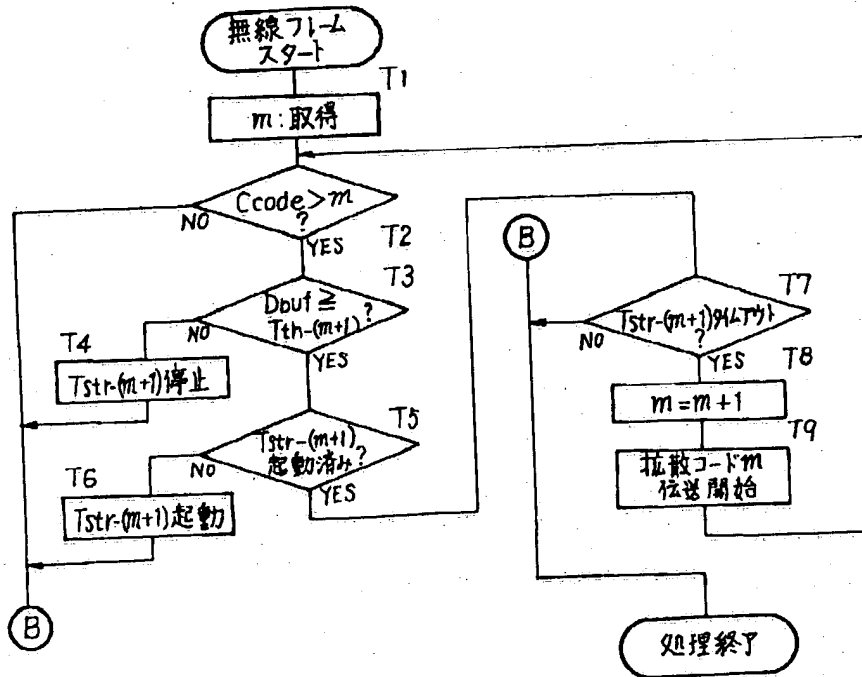 無線フレーム
スタート
T1
m:取得
Ccode>m
?
NO
YES
T2
T3
Dbuf≧
Tth-(m+1)?
NO
YES
T4
Tstr-(m+1)停止
T5
Tstr-(m+1)
起動済み?
NO
YES
T6
Tstr-(m+1)起動
B
B
T7
Tstr-(m+1)タイムアウト
?
NO
YES
T8
m=m+1
T9
拡散コードm
伝送開始
処理終了